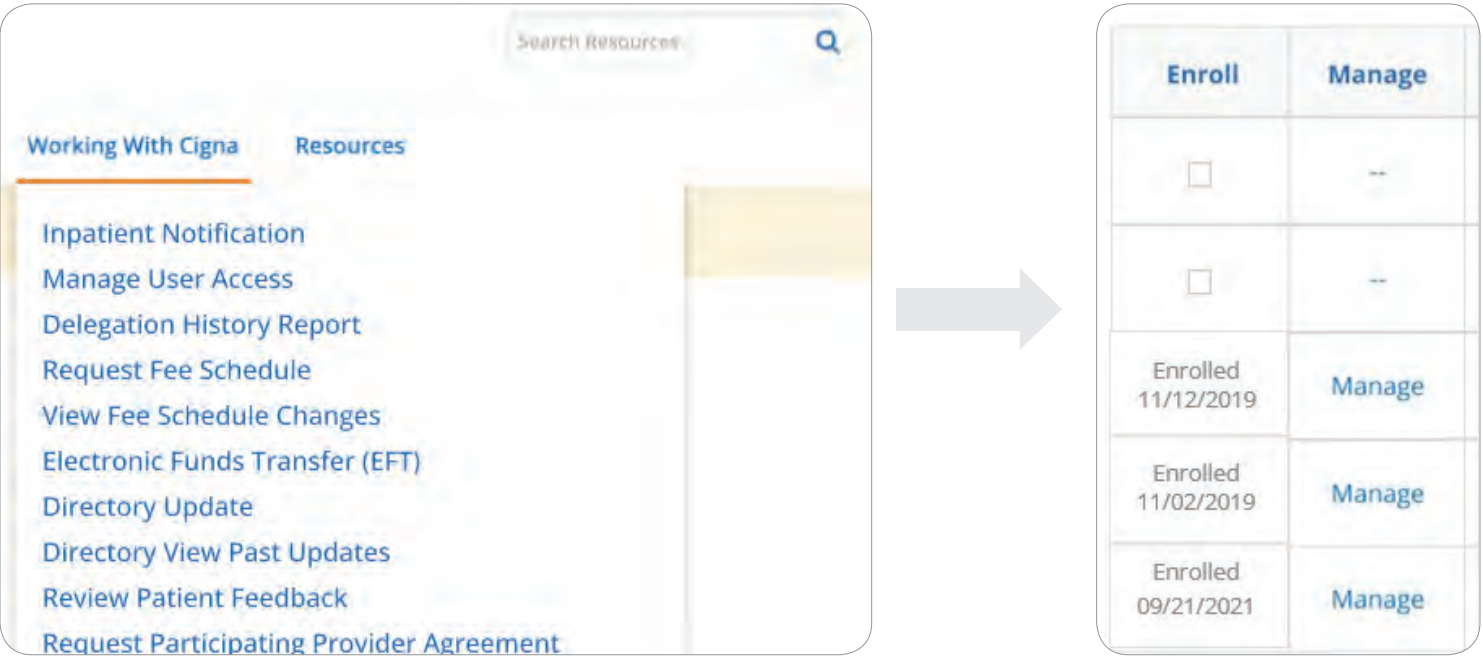 Search Resources
Working With Cigna Resources
Inpatient Notification
Manage User Access
Delegation History Report
Request Fee Schedule
View Fee Schedule Changes
Electronic Funds Transfer (EFT)
Directory Update
Directory View Past Updates
Review Patient Feedback
Request Participating Provider Agreement
Enroll Manage
--
--
Enrolled
11/12/2019
Manage
Enrolled
11/02/2019
Manage
Enrolled
09/21/2021
Manage